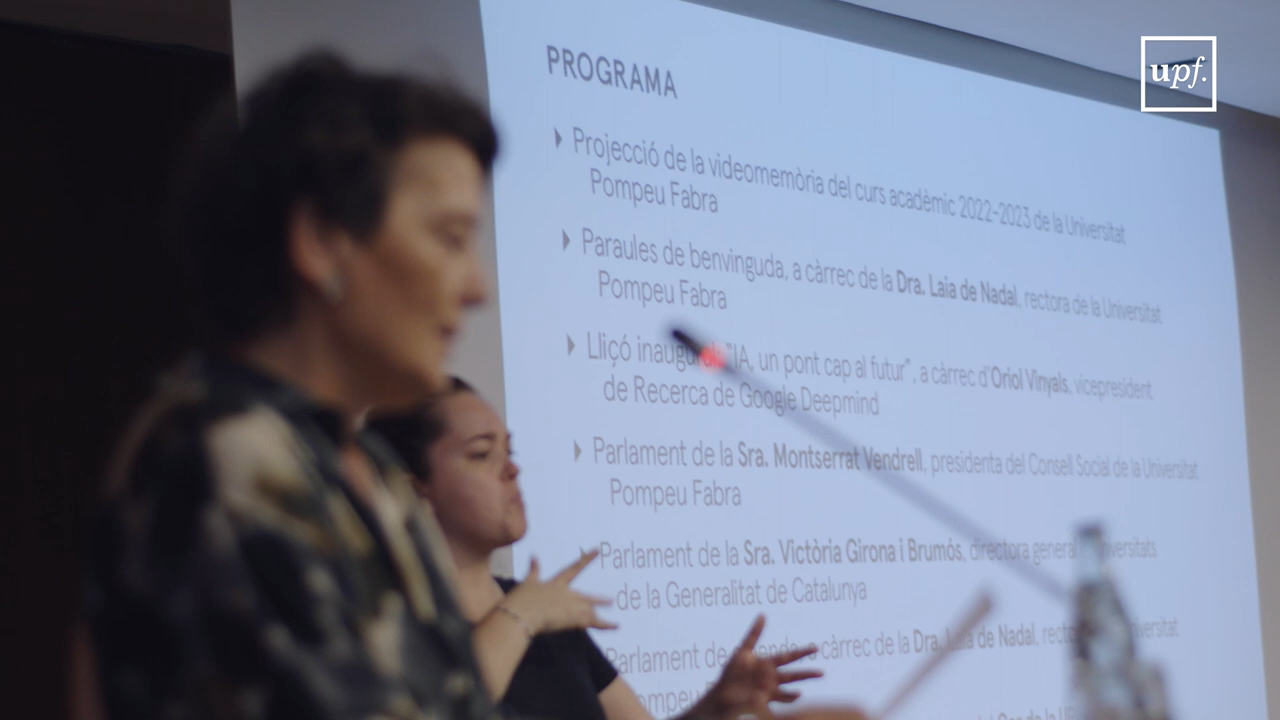 upf.
PROGRAMA
Projecció de la videomemòria del curs acadèmic 2022-2023 de la Universitat
Pompeu Fabra
Paraules de benvinguda, a càrrec de la Dra. Laia de Nadal, rectora de la Universitat
Pompeu Fabra
Lliçó "IA, un pont cap al futur", a càrrec d'Oriol Vinyals, vicepresident
de Recerca de Google Deepmind
Parlament de la Sra. Montserrat Vendrell, presidenta del Consell Social de la Universitat
Pompeu Fabra
Parlament de la Sra. Victòria Girona i Brumós, directora general
de la Generalitat de Catalunya
Parlament de a càrrec de la Dra. Laia de Nadal,